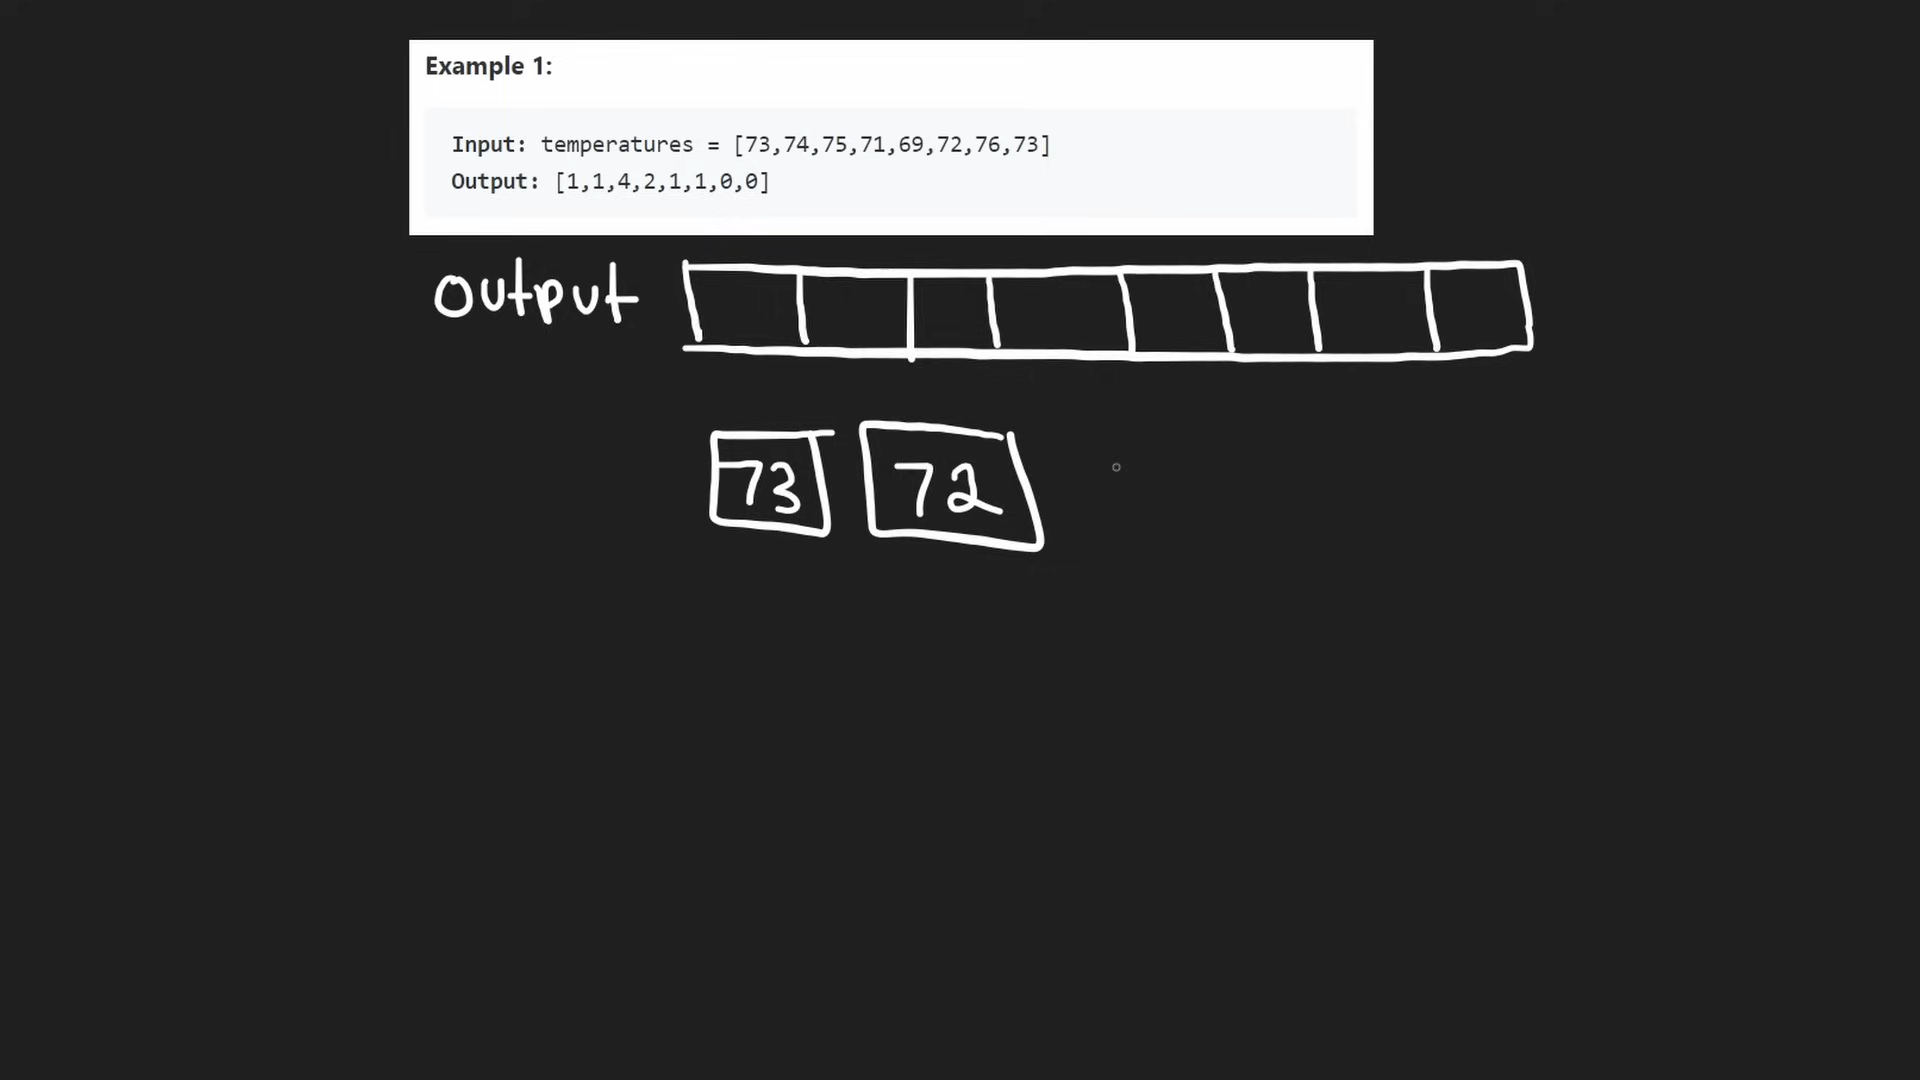 Example 1:
Input: temperatures = [73,74,75,71,69,72,76,73]
Output: [1,1,4,2,1,1,0,0]
output
73 72